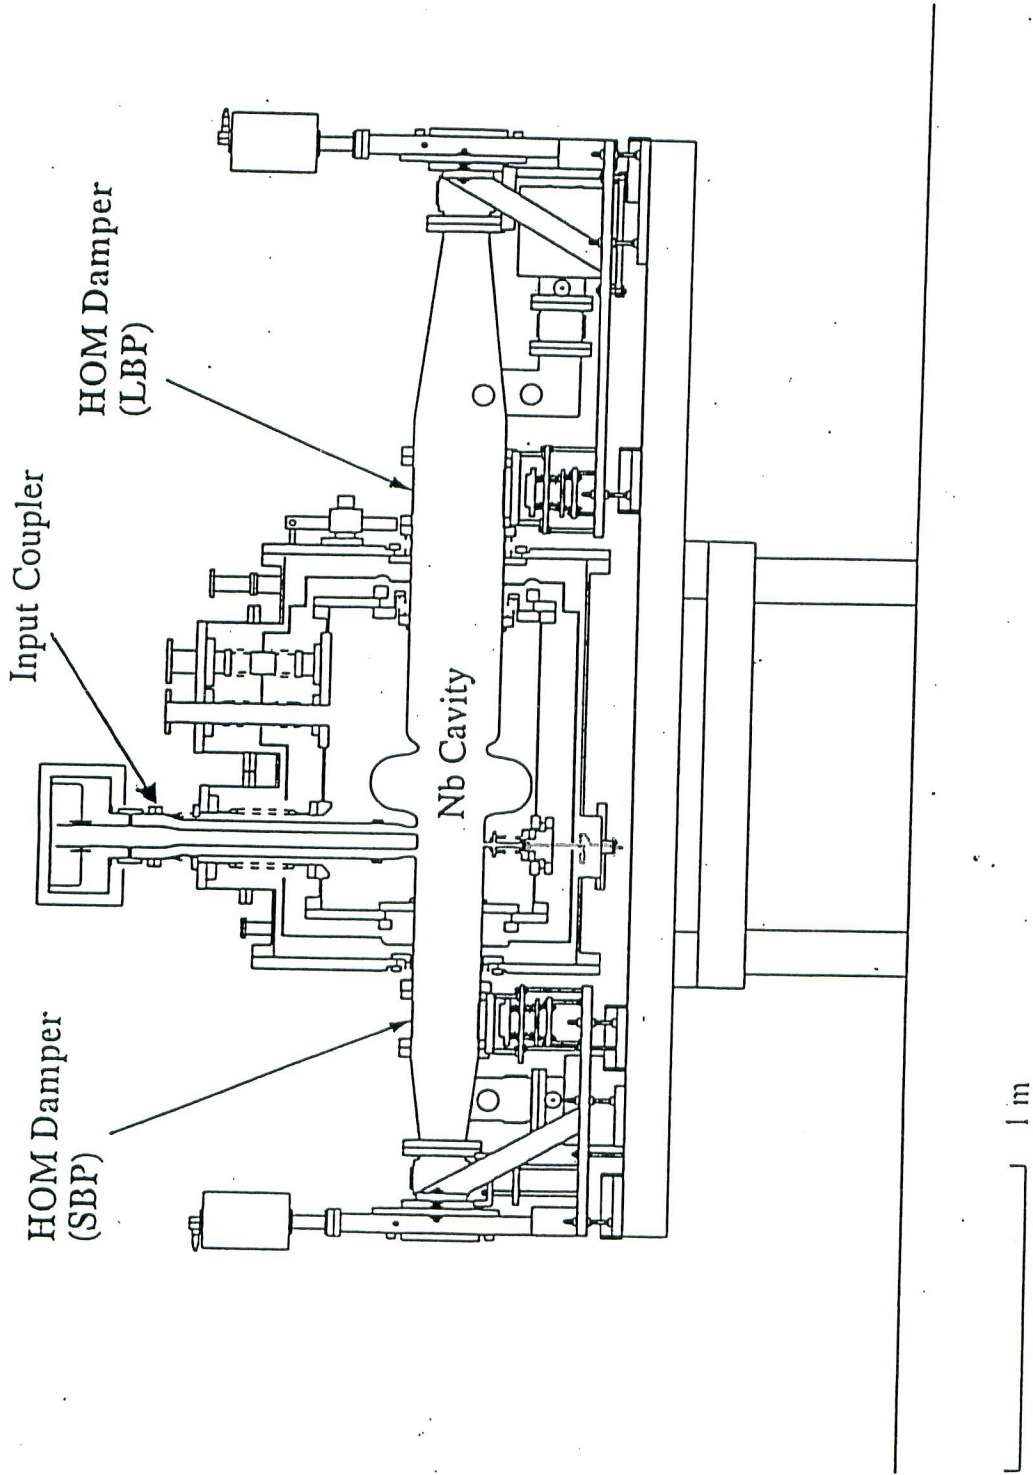 HOM Damper
(SBP)
Input Coupler
HOM Damper
(LBP)
Nb Cavity
1 m